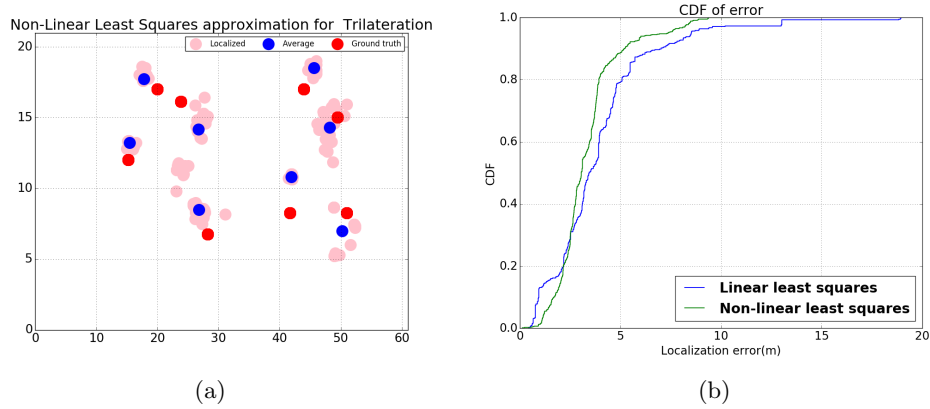 Non-Linear Least Squares approximation for Trilateration
Localized Average Ground truth
20
15
10
5
0
0 10 20 30 40 50 60
(a)
CDF of error
1.0
0.8
0.6
0.4
0.2
0.0
CDF
Linear least squares
Non-linear least squares
0 5 10 15 20
Localization error(m)
(b)